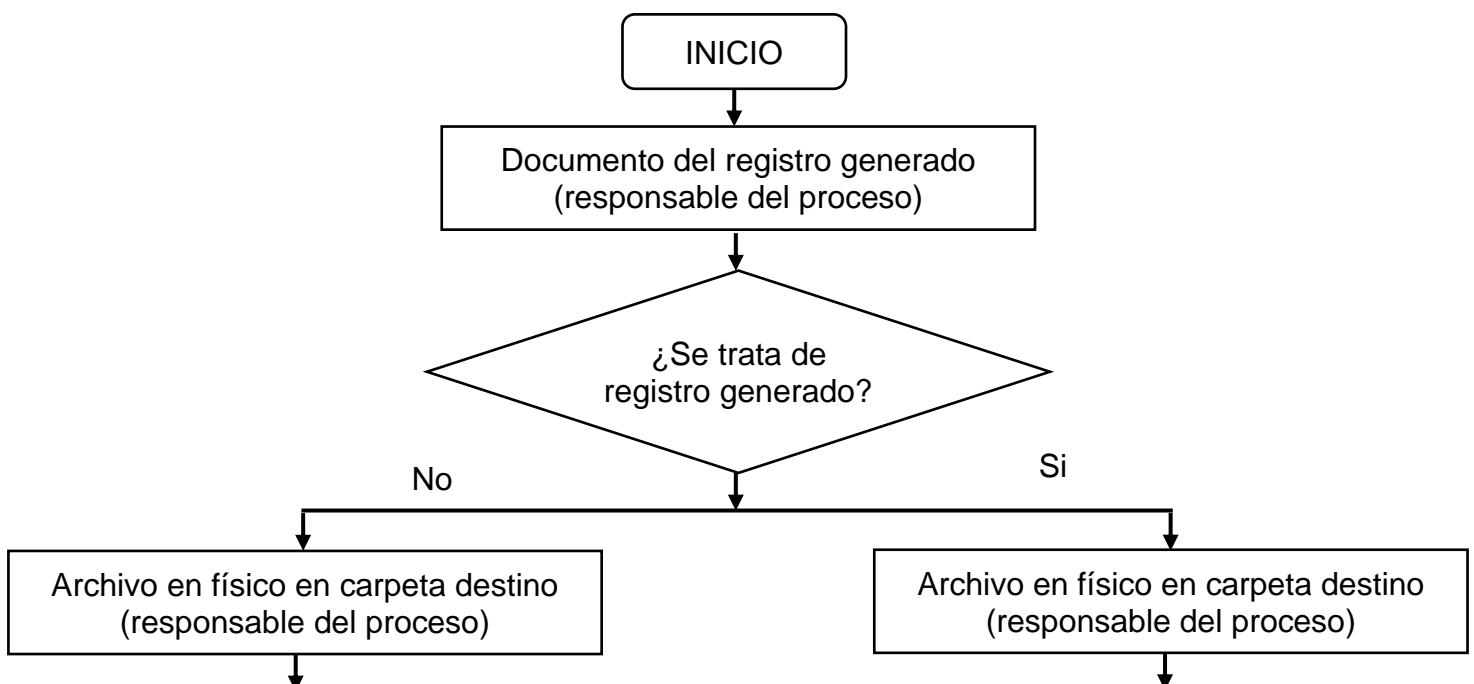 INICIO
Documento del registro generado
(responsable del proceso)
¿Se trata de
registro generado?
No
Si
Archivo en físico en carpeta destino
(responsable del proceso)
Archivo en físico en carpeta destino
(responsable del proceso)